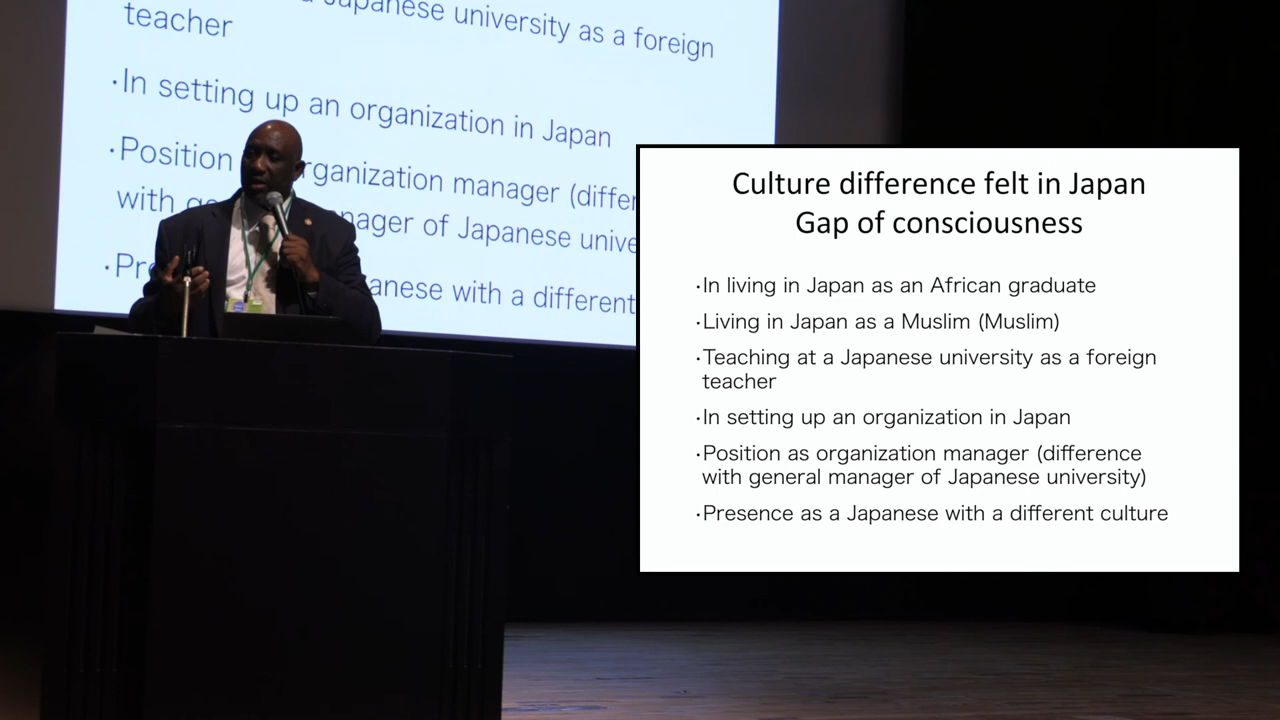 Japanese university as a foreign
teacher
·In setting up an organization in Japan
·Position organization manager (differ
with ge nager of Japanese unive
·Pr anese with a different
Culture difference felt in Japan
Gap of consciousness
·In living in Japan as an African graduate
·Living in Japan as a Muslim (Muslim)
·Teaching at a Japanese university as a foreign
teacher
·In setting up an organization in Japan
·Position as organization manager (difference
with general manager of Japanese university)
·Presence as a Japanese with a different culture